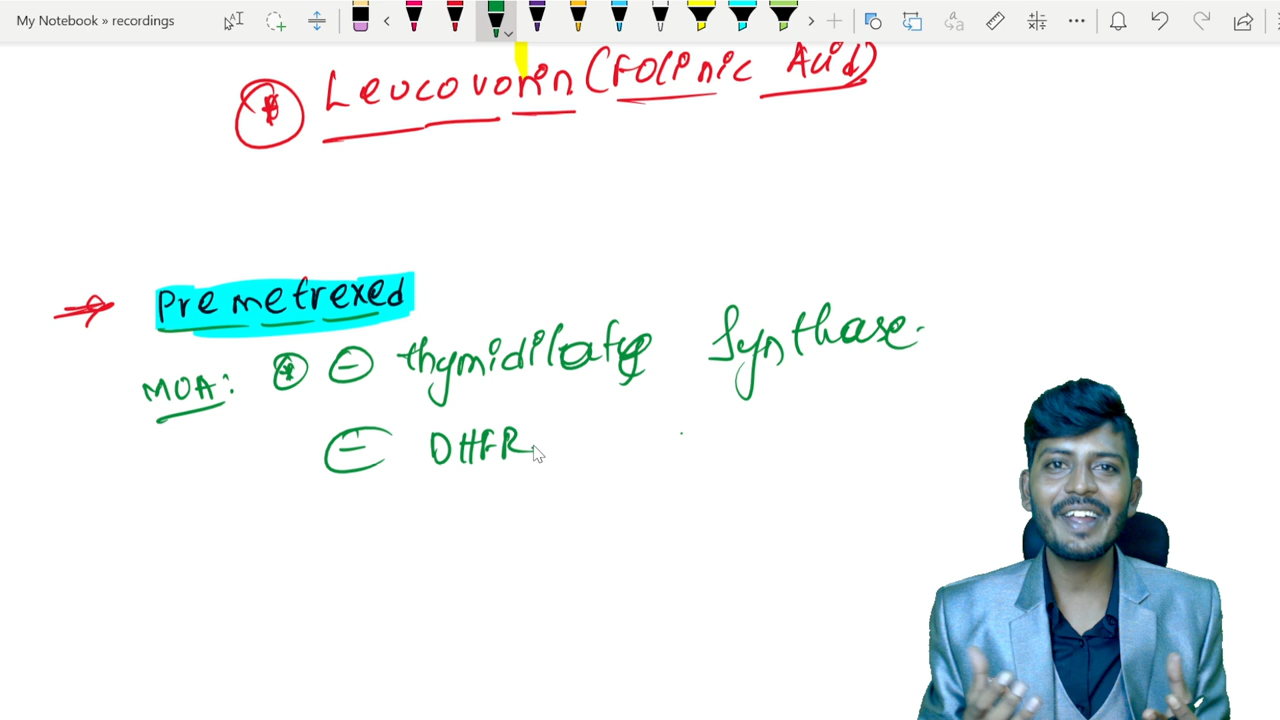 My Notebook » recordings
Leucovorin (Folinic Acid)
Premetrexed
MOA: ⊖ thymidilate Synthase.
⊖ DHFR